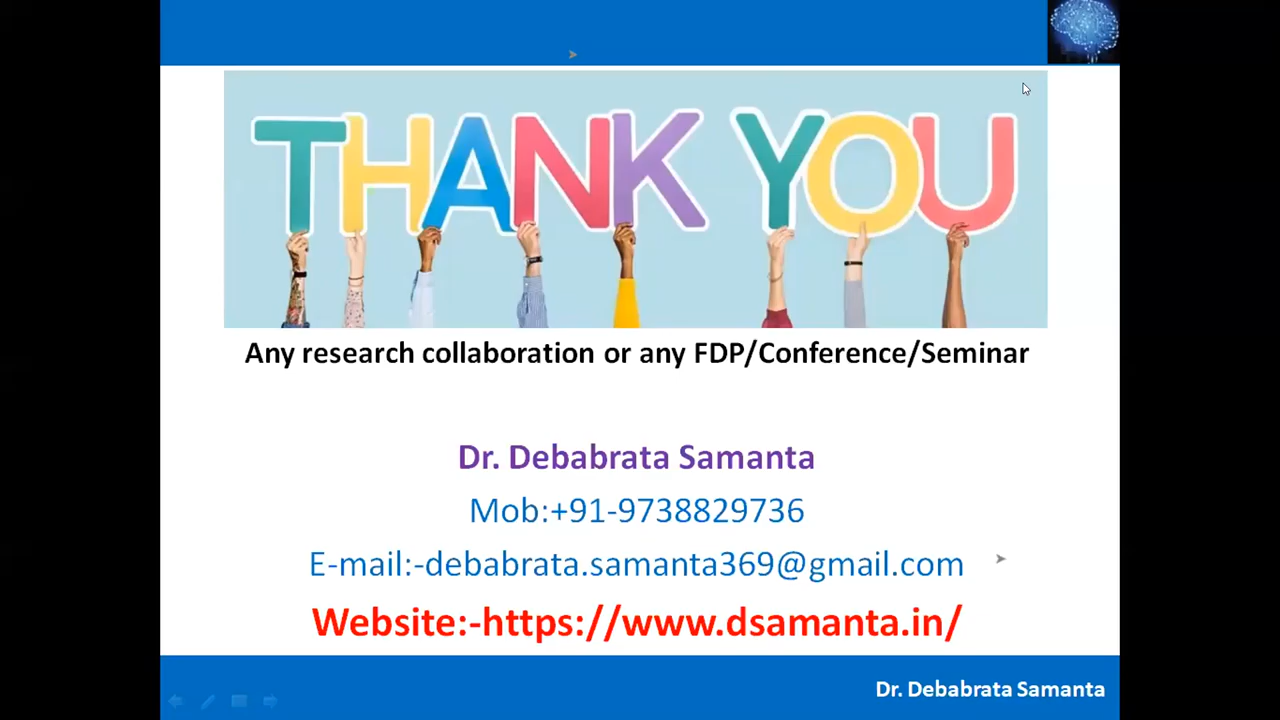 THANK YOU
Any research collaboration or any FDP/Conference/Seminar
Dr. Debabrata Samanta
Mob:+91-9738829736
E-mail:-debabrata.samanta369@gmail.com
Website:-https://www.dsamanta.in/
Dr. Debabrata Samanta